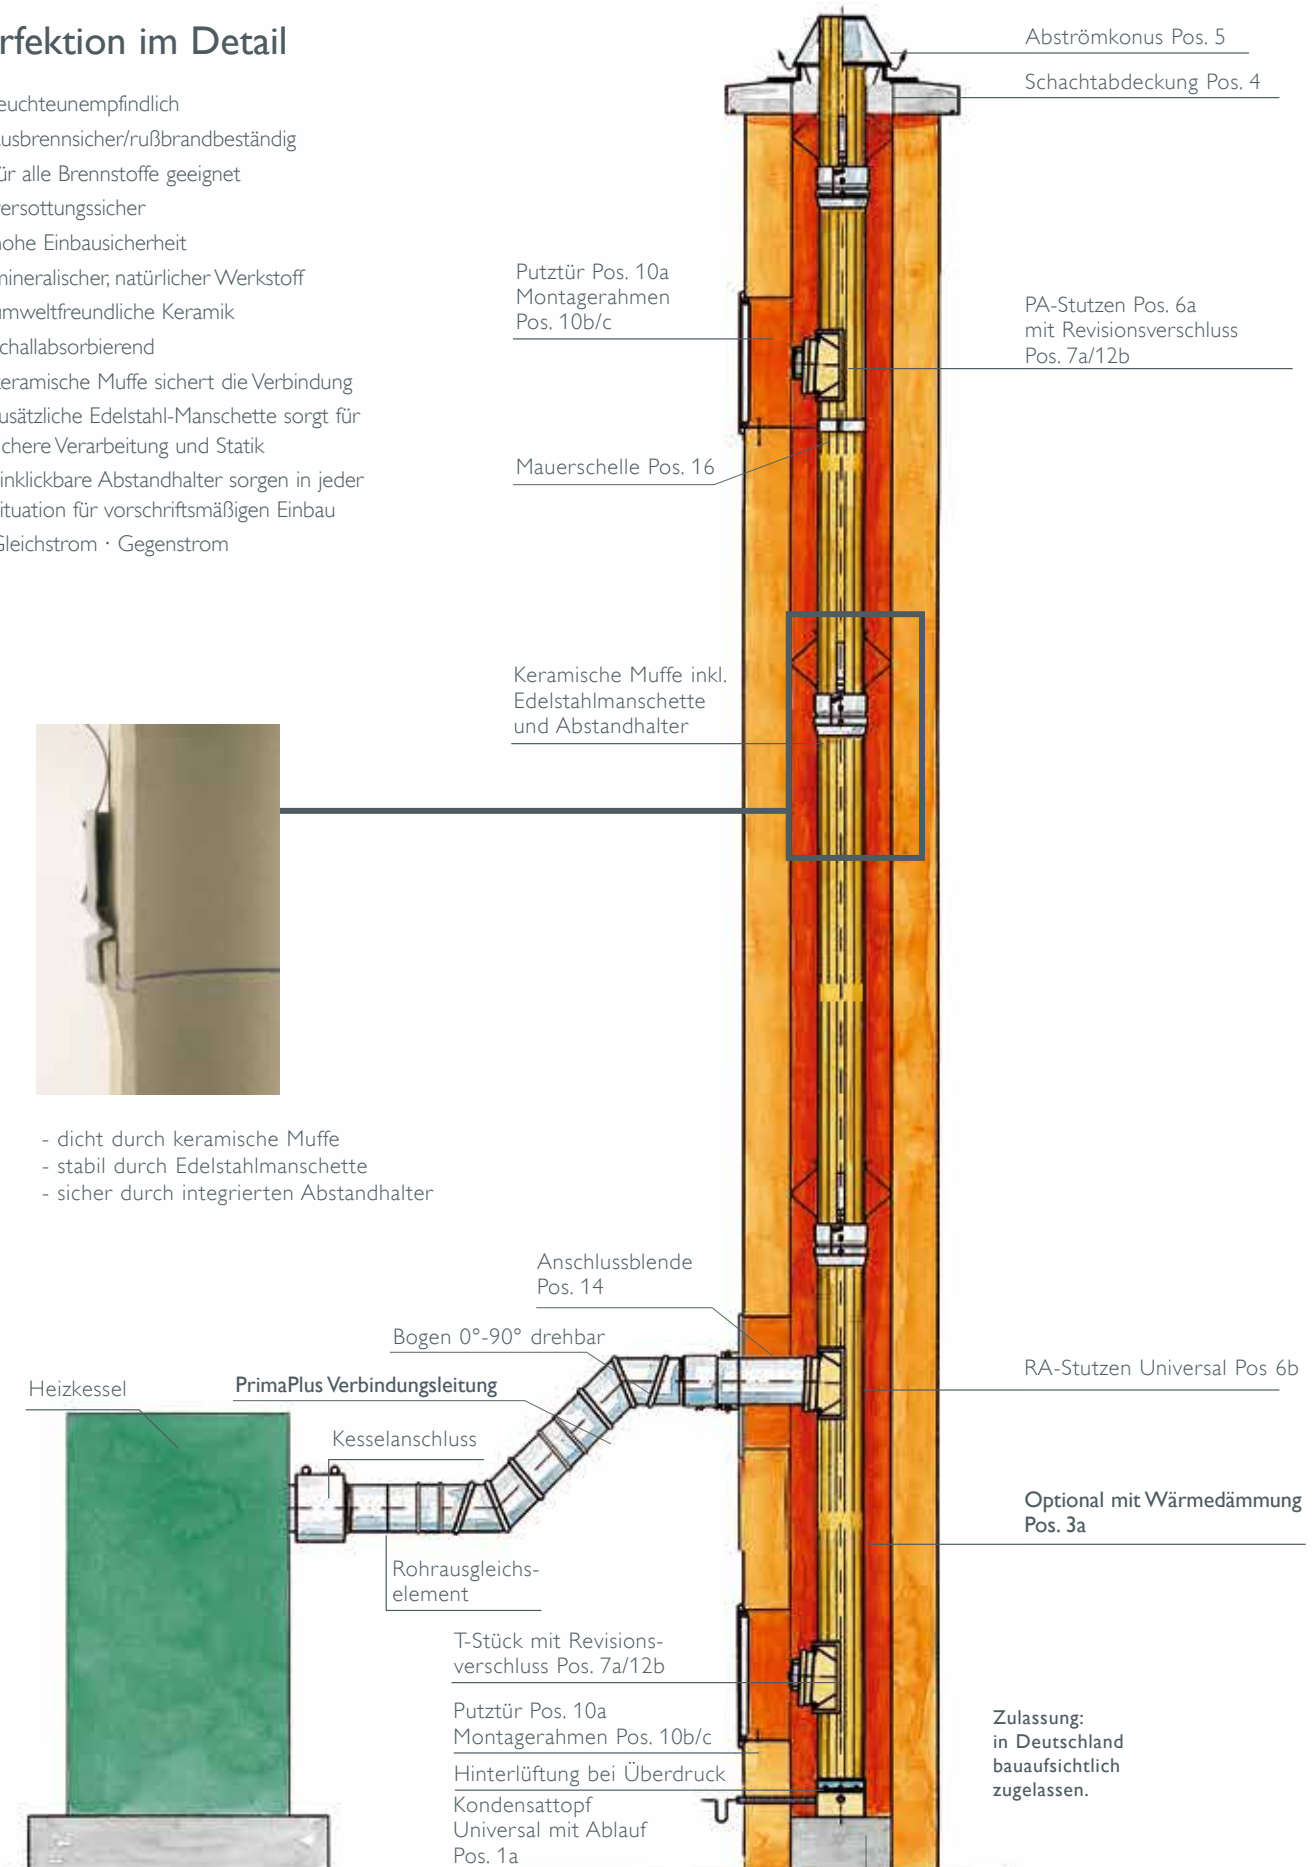 rfektion im Detail
euchteunempfindlich
usbrennsicher/rußbrandbeständig
ür alle Brennstoffe geeignet
ersottungssicher
hohe Einbausicherheit
mineralischer, natürlicher Werkstoff
umweltfreundliche Keramik
challabsorbierend
keramische Muffe sichert die Verbindung
usätzliche Edelstahl-Manschette sorgt für
ichere Verarbeitung und Statik
inklickbare Abstandhalter sorgen in jeder
ituation für vorschriftsmäßigen Einbau
Gleichstrom · Gegenstrom
Abströmkonus Pos. 5
Schachtabdeckung Pos. 4
Putztür Pos. 10a
Montagerahmen
Pos. 10b/c
PA-Stutzen Pos. 6a
mit Revisionsverschluss
Pos. 7a/12b
Mauerschelle Pos. 16
Keramische Muffe inkl.
Edelstahlmanschette
und Abstandhalter
- dicht durch keramische Muffe
- stabil durch Edelstahlmanschette
- sicher durch integrierten Abstandhalter
Anschlussblende
Pos. 14
Bogen 0°-90° drehbar
Heizkessel
PrimaPlus Verbindungsleitung
Kesselanschluss
RA-Stutzen Universal Pos 6b
Optional mit Wärmedämmung
Pos. 3a
Rohrausgleichs-
element
T-Stück mit Revisions-
verschluss Pos. 7a/12b
Putztür Pos. 10a
Montagerahmen Pos. 10b/c
Hinterlüftung bei Überdruck
Kondensattopf
Universal mit Ablauf
Pos. 1a
Zulassung:
in Deutschland
bauaufsichtlich
zugelassen.